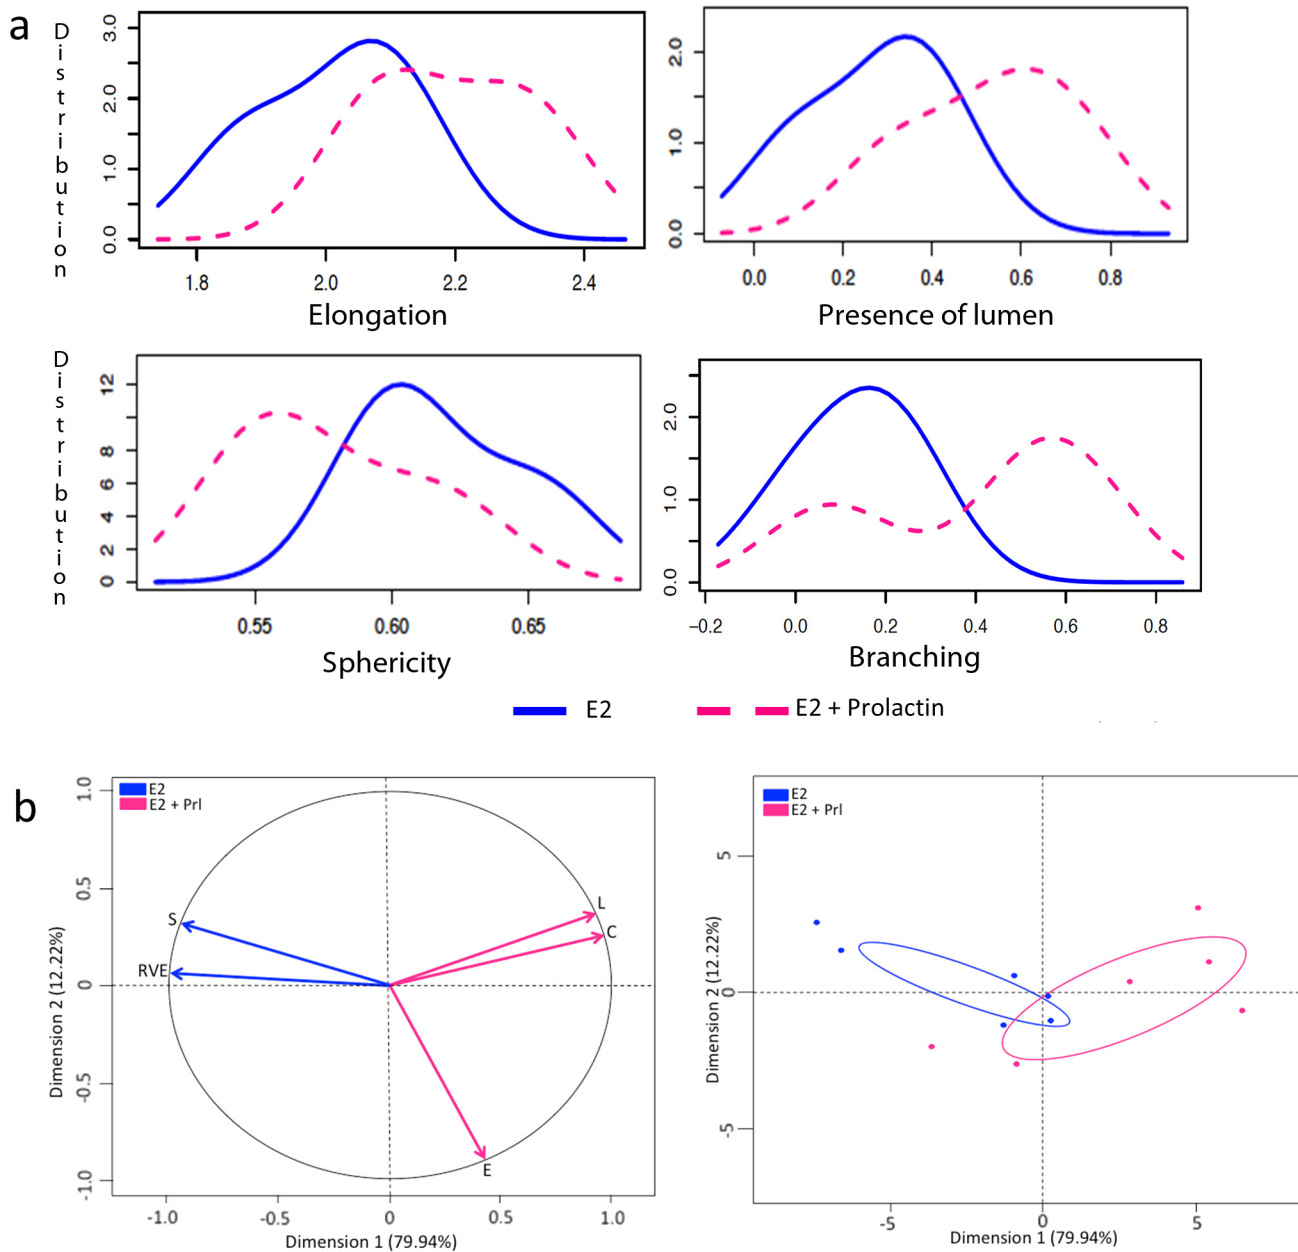 a
Distribution
3.0
2.0
1.0
0.0
1.8 2.0 2.2 2.4
Elongation
2.0
1.0
0.0
0.0 0.2 0.4 0.6 0.8
Presence of lumen
Distribution
12
8
6
4
2
0
0.55 0.60 0.65
Sphericity
2.0
1.0
0.0
−0.2 0.0 0.2 0.4 0.6 0.8
Branching
E2 E2 + Prolactin
b
E2
E2 + Prl
Dimension 2 (12.22%)
1.0
0.5
0
-0.5
-1.0
S
RVE
L
C
E
-1.0 -0.5 0 0.5 1.0
Dimension 1 (79.94%)
E2
E2 + Prl
Dimension 2 (12.22%)
5
0
-5
-5 0 5
Dimension 1 (79.94%)